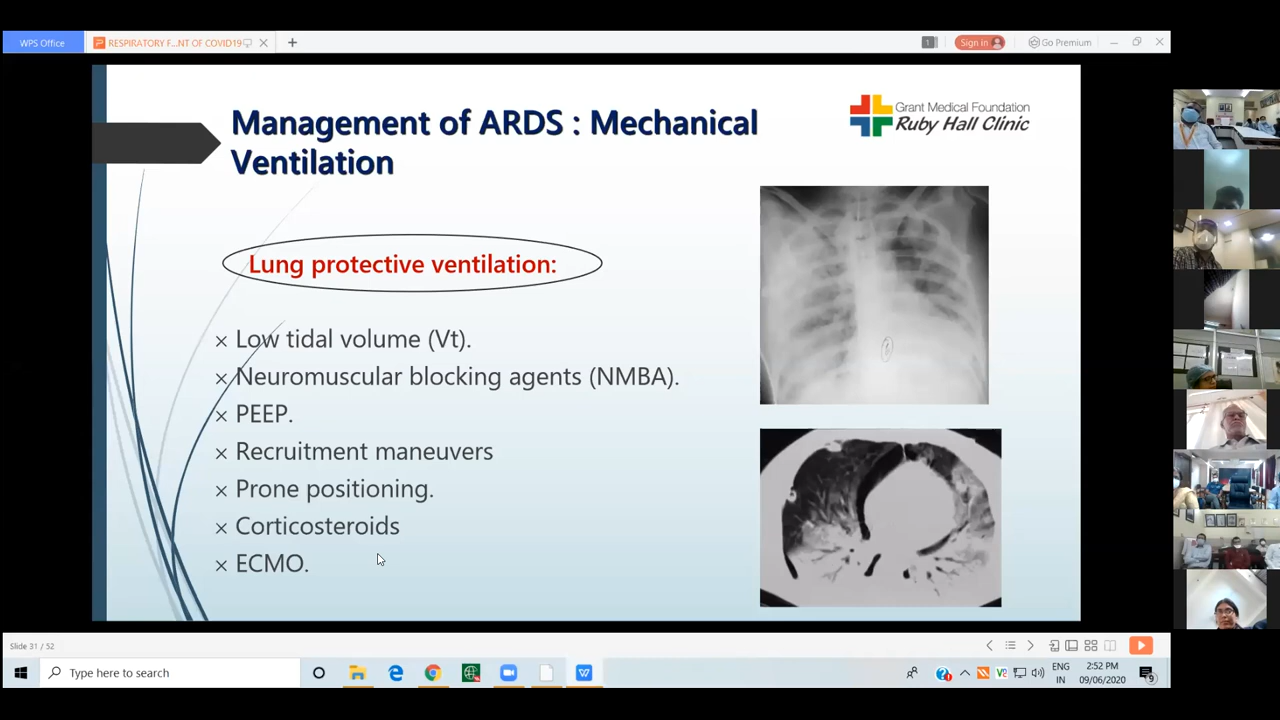 WPS Office
RESPIRATORY F...NT OF COVID19
1
Sign in
Go Premium
Management of ARDS : Mechanical
Ventilation
Grant Medical Foundation
Ruby Hall Clinic
Lung protective ventilation:
Low tidal volume (Vt).
Neuromuscular blocking agents (NMBA).
PEEP.
Recruitment maneuvers
Prone positioning.
Corticosteroids
ECMO.
Slide 31 / 52
Type here to search
ENG
IN
2:52 PM
09/06/2020
9